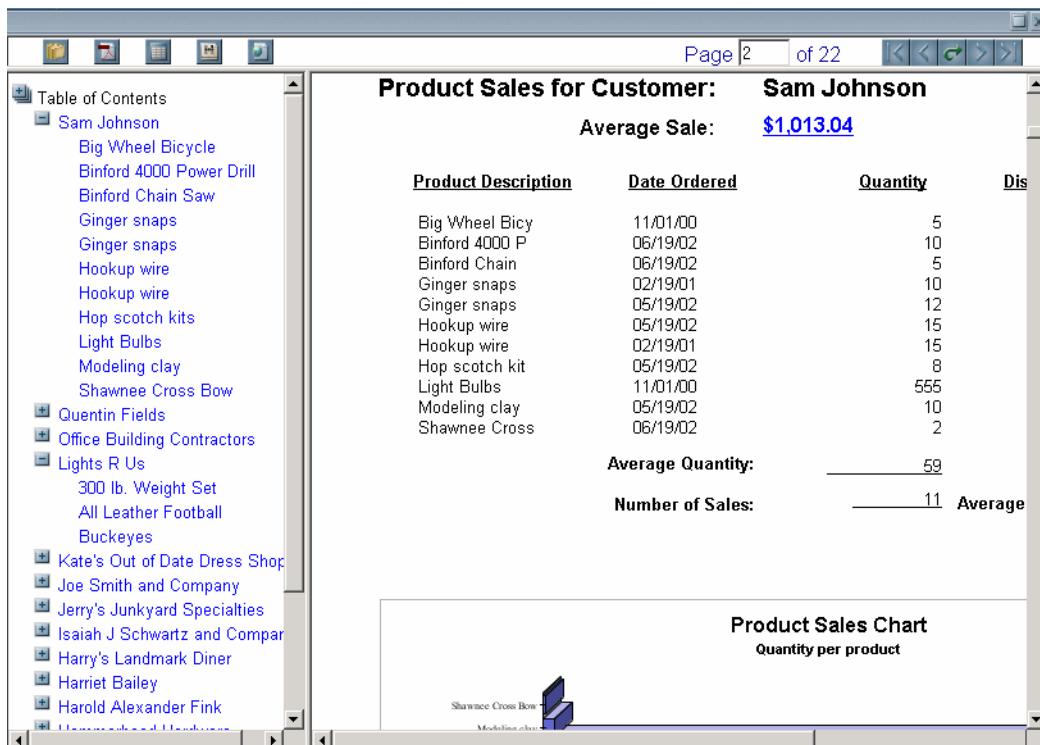 Page 2 of 22
Table of Contents
Sam Johnson
Big Wheel Bicycle
Binford 4000 Power Drill
Binford Chain Saw
Ginger snaps
Ginger snaps
Hookup wire
Hookup wire
Hop scotch kits
Light Bulbs
Modeling clay
Shawnee Cross Bow
Quentin Fields
Office Building Contractors
Lights R Us
300 lb. Weight Set
All Leather Football
Buckeyes
Kate's Out of Date Dress Shop
Joe Smith and Company
Jerry's Junkyard Specialties
Isaiah J Schwartz and Compar
Harry's Landmark Diner
Harriet Bailey
Harold Alexander Fink
Product Sales for Customer: Sam Johnson
Average Sale: $1,013.04
Product Description Date Ordered Quantity Dis
Big Wheel Bicy 11/01/00 5
Binford 4000 P 06/19/02 10
Binford Chain 06/19/02 5
Ginger snaps 02/19/01 10
Ginger snaps 05/19/02 12
Hookup wire 05/19/02 15
Hookup wire 02/19/01 15
Hop scotch kit 05/19/02 8
Light Bulbs 11/01/00 555
Modeling clay 05/19/02 10
Shawnee Cross 06/19/02 2
Average Quantity: 59
Number of Sales: 11 Average
Product Sales Chart
Quantity per product
Shawnee Cross Bow
Modeling clay